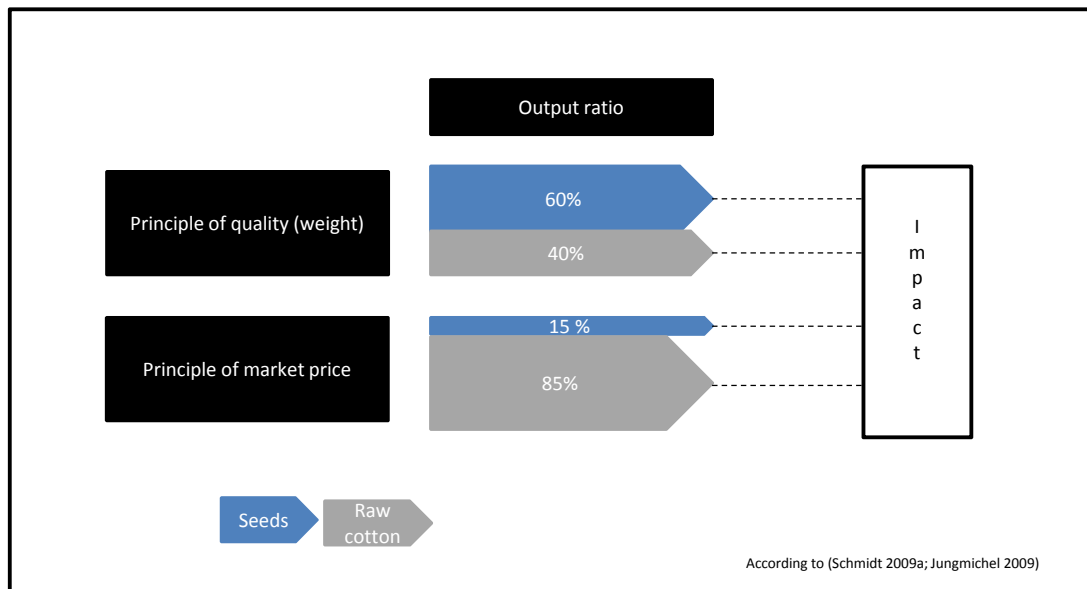 Output ratio
Principle of quality (weight)
60%
40%
Principle of market price
15 %
85%
I
m
p
a
c
t
Seeds
Raw
cotton
According to (Schmidt 2009a; Jungmichel 2009)